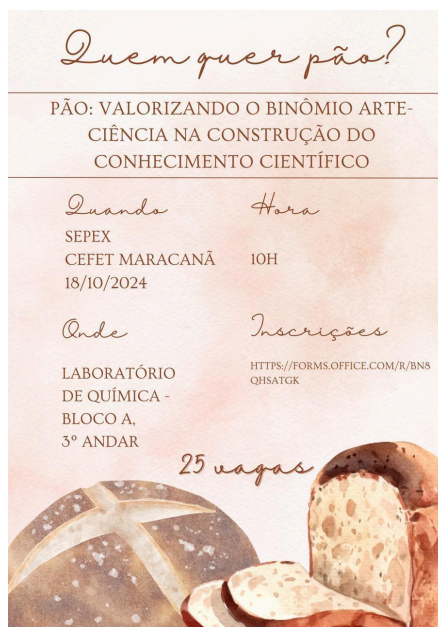 Quem quer pão?
PÃO: VALORIZANDO O BINÔMIO ARTE-
CIÊNCIA NA CONSTRUÇÃO DO
CONHECIMENTO CIENTÍFICO
Quando
SEPEX
CEFET MARACANÃ
18/10/2024
Hora
10H
Onde
LABORATÓRIO
DE QUÍMICA -
BLOCO A,
3º ANDAR
Inscrições
HTTPS://FORMS.OFFICE.COM/R/BN8
QHSATGK
25 vagas